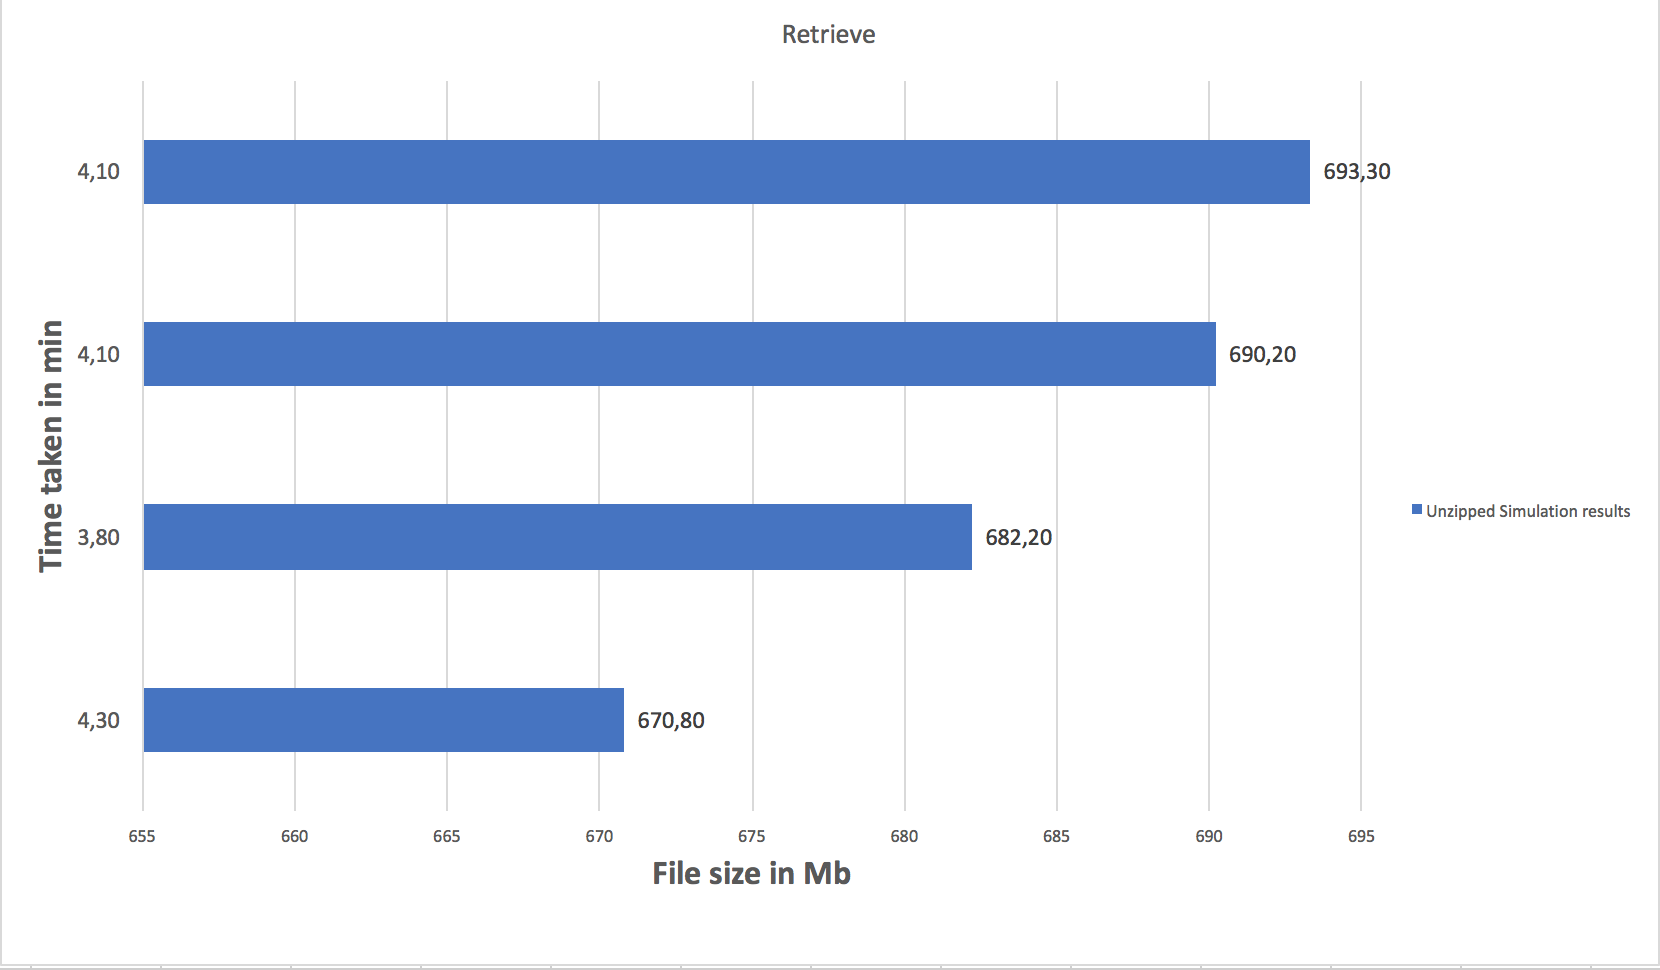 Retrieve
4,10
693,30
4,10
690,20
Time taken in min
3,80
682,20
Unzipped Simulation results
4,30
670,80
655 660 665 670 675 680 685 690 695
File size in Mb